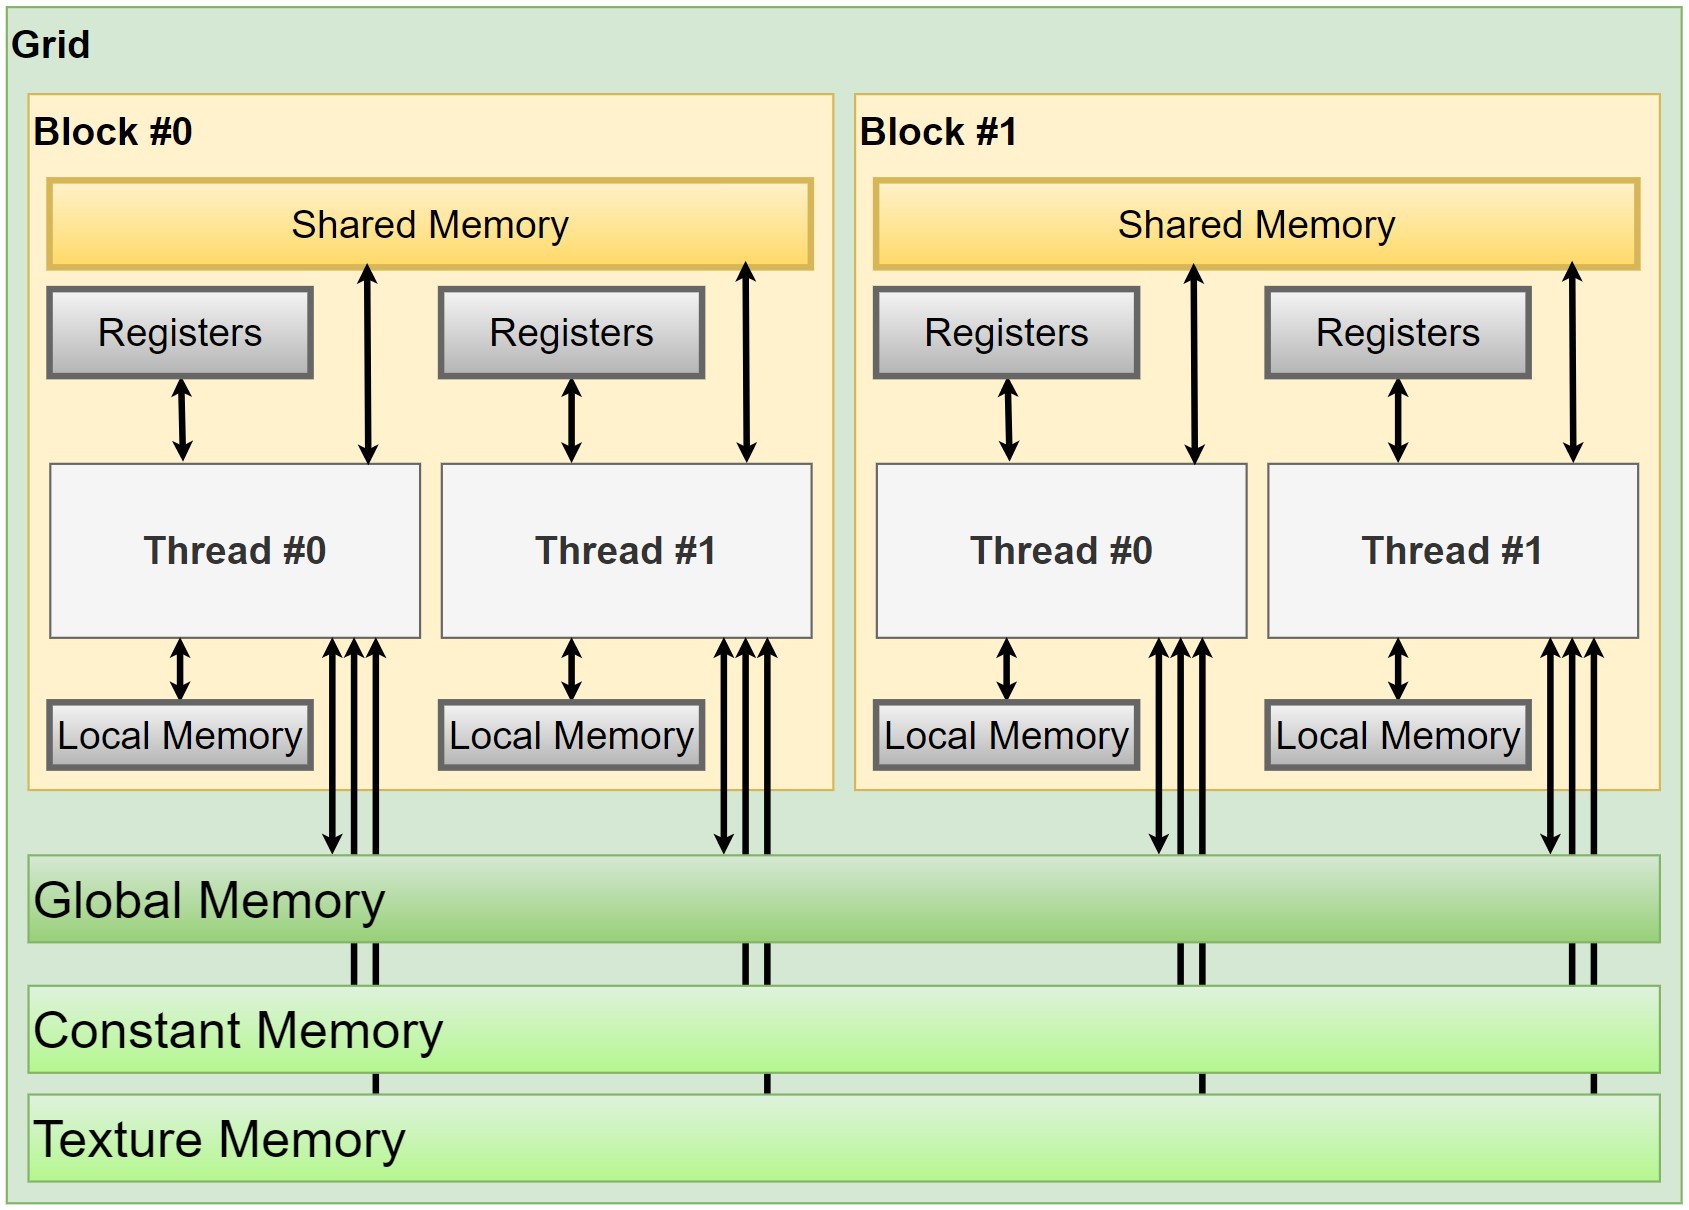 Grid
Block #0
Shared Memory
Registers
Registers
Thread #0
Thread #1
Local Memory
Local Memory
Block #1
Shared Memory
Registers
Registers
Thread #0
Thread #1
Local Memory
Local Memory
Global Memory
Constant Memory
Texture Memory